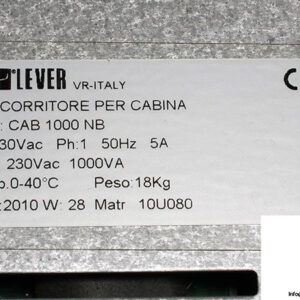 LEVER VR-ITALY CE
CORRITORE PER CABINA
: CAB 1000 NB
30Vac Ph:1 50Hz 5A
230Vac 1000VA
p.0-40°C Peso:18Kg
:2010 W: 28 Matr 10U080